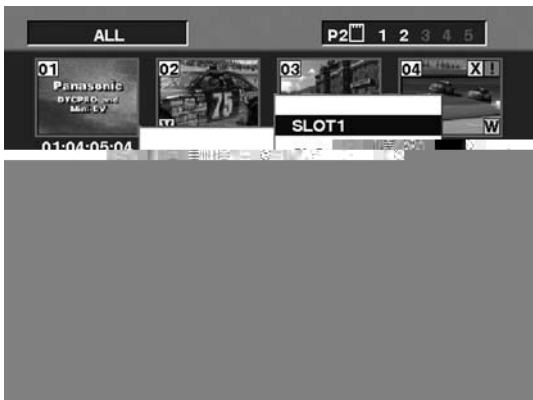 ALL
P2 1 2 3 4 5
01 02 03 04 X !
Panasonic
DVCPRO and
Mini-DV
75
W W
SLOT1
01:04:05:04